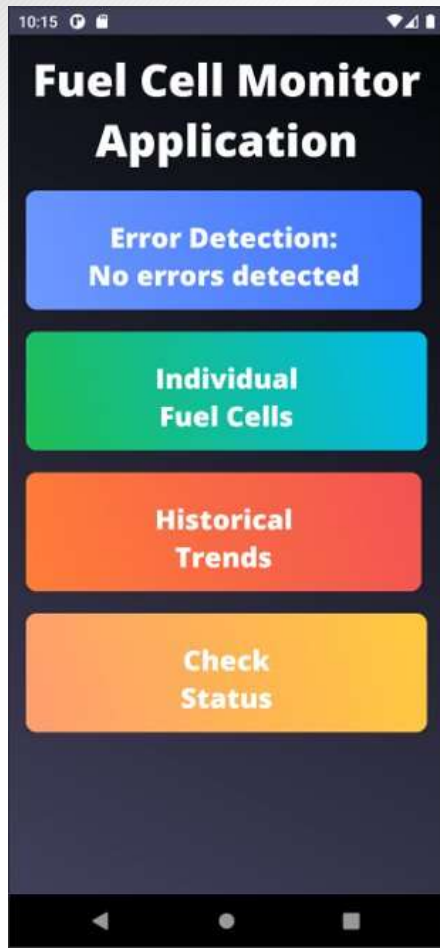 10:15
Fuel Cell Monitor
Application
Error Detection:
No errors detected
Individual
Fuel Cells
Historical
Trends
Check
Status